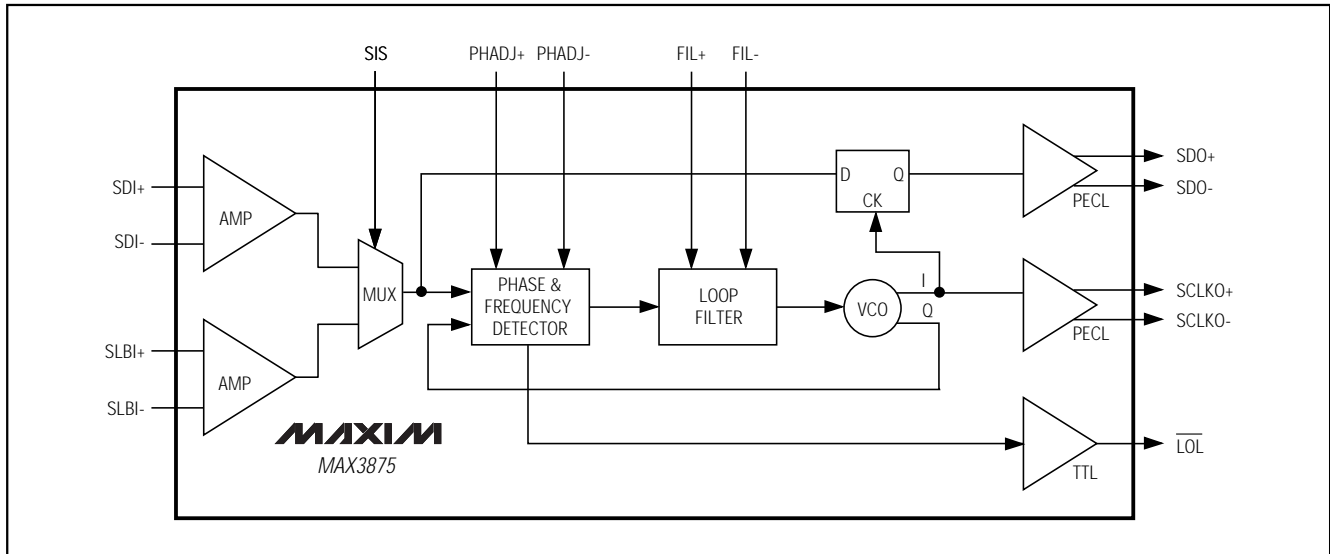 SIS PHADJ+ PHADJ- FIL+ FIL-
SDI+
SDI-
AMP
SLBI+
SLBI-
AMP
MUX
PHASE &
FREQUENCY
DETECTOR
LOOP
FILTER
VCO
I
Q
D Q
CK
PECL
SDO+
SDO-
PECL
SCLKO+
SCLKO-
TTL
LOL
MAXIM
MAX3875